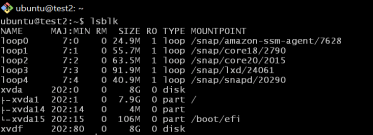 ubuntu@test2: ~
ubuntu@test2:~$ lsblk
NAME MAJ:MIN RM SIZE RO TYPE MOUNTPOINT
loop0 7:0 0 24.9M 1 loop /snap/amazon-ssm-agent/7628
loop1 7:1 0 55.7M 1 loop /snap/core18/2790
loop2 7:2 0 63.5M 1 loop /snap/core20/2015
loop3 7:3 0 91.9M 1 loop /snap/lxd/24061
loop4 7:4 0 40.9M 1 loop /snap/snapd/20290
xvda 202:0 0 8G 0 disk
├─xvda1 202:1 0 7.9G 0 part /
├─xvda14 202:14 0 4M 0 part
└─xvda15 202:15 0 106M 0 part /boot/efi
xvdf 202:80 0 8G 0 disk